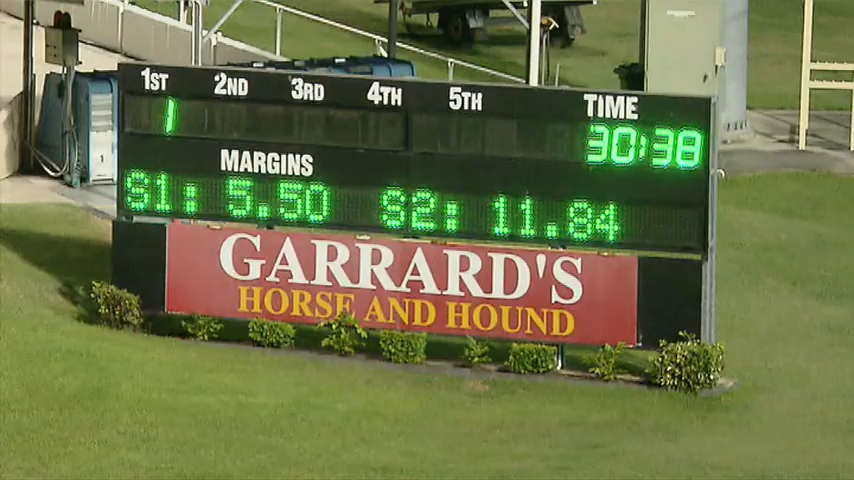 1ST 2ND 3RD 4TH 5TH TIME
1 30:38
MARGINS
S1: 5.50 S2: 11.84
GARRARD'S
HORSE AND HOUND